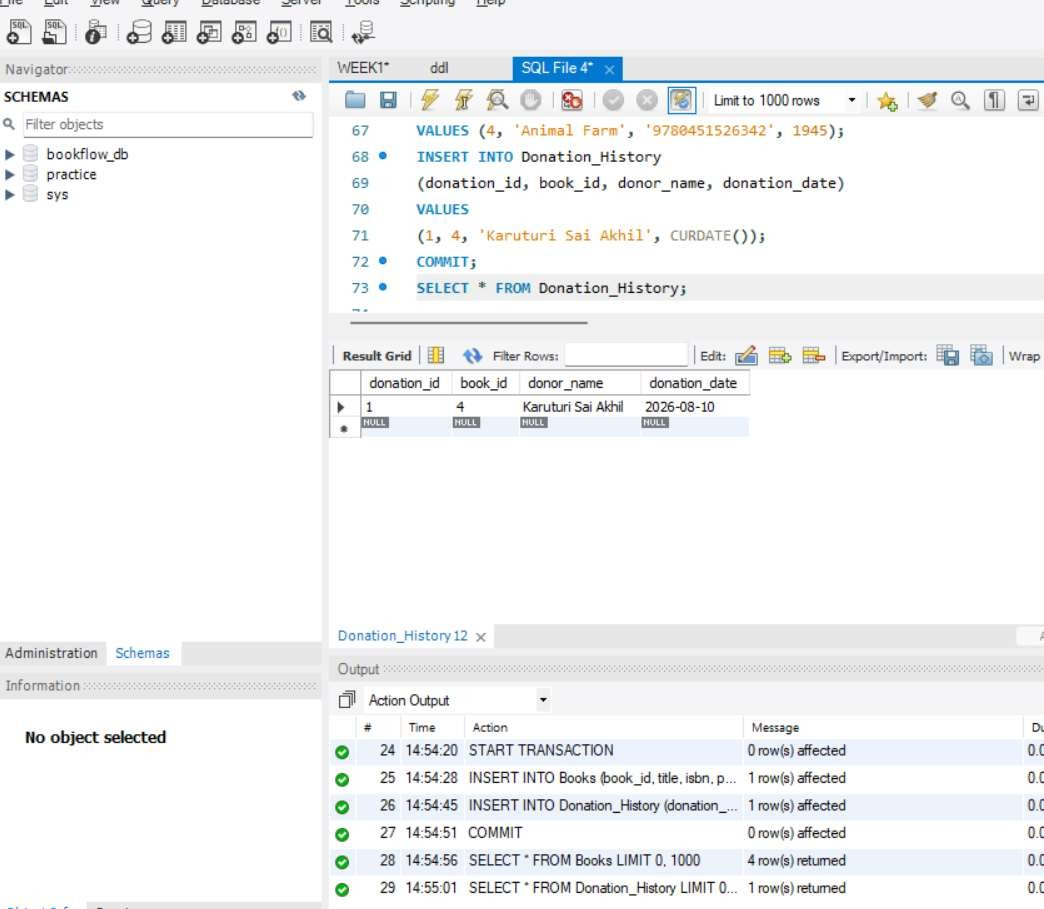 File Edit View Query Database Server Tools Scripting Help
Navigator
SCHEMAS
Filter objects
bookflow_db
practice
sys
Administration Schemas
Information
No object selected
WEEK1* ddl SQL File 4* ×
Limit to 1000 rows
67 VALUES (4, 'Animal Farm', '9780451526342', 1945);
68 INSERT INTO Donation_History
69 (donation_id, book_id, donor_name, donation_date)
70 VALUES
71 (1, 4, 'Karuturi Sai Akhil', CURDATE());
72 COMMIT;
73 SELECT * FROM Donation_History;
Result Grid Filter Rows: Edit: Export/Import: Wrap
donation_id book_id donor_name donation_date
1 4 Karuturi Sai Akhil 2026-08-10
NULL NULL NULL NULL
Donation_History 12 ×
Output
Action Output
# Time Action Message
24 14:54:20 START TRANSACTION 0 row(s) affected
25 14:54:28 INSERT INTO Books (book_id, title, isbn, p... 1 row(s) affected
26 14:54:45 INSERT INTO Donation_History (donation_... 1 row(s) affected
27 14:54:51 COMMIT 0 row(s) affected
28 14:54:56 SELECT * FROM Books LIMIT 0, 1000 4 row(s) returned
29 14:55:01 SELECT * FROM Donation_History LIMIT 0... 1 row(s) returned